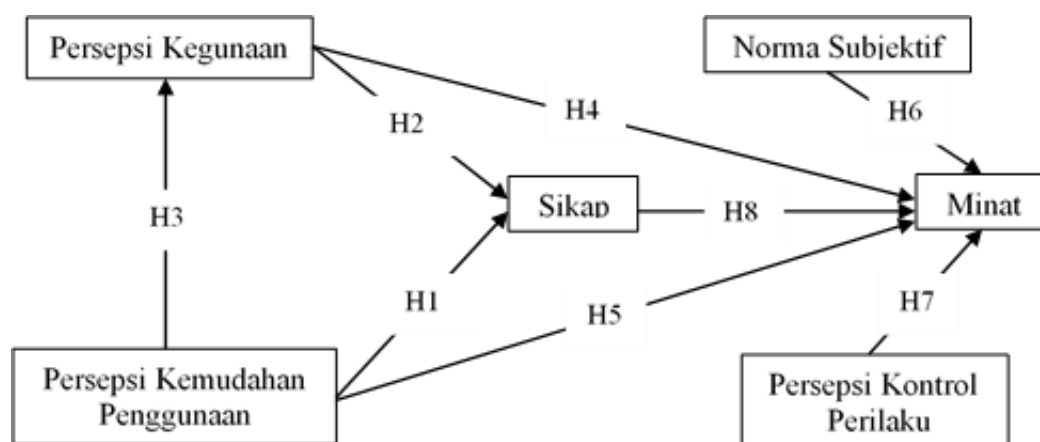 Persepsi Kegunaan
Norma Subjektif
H4
H6
H2
H3
Sikap
H8
Minat
H1
H5
H7
Persepsi Kemudahan
Penggunaan
Persepsi Kontrol
Perilaku